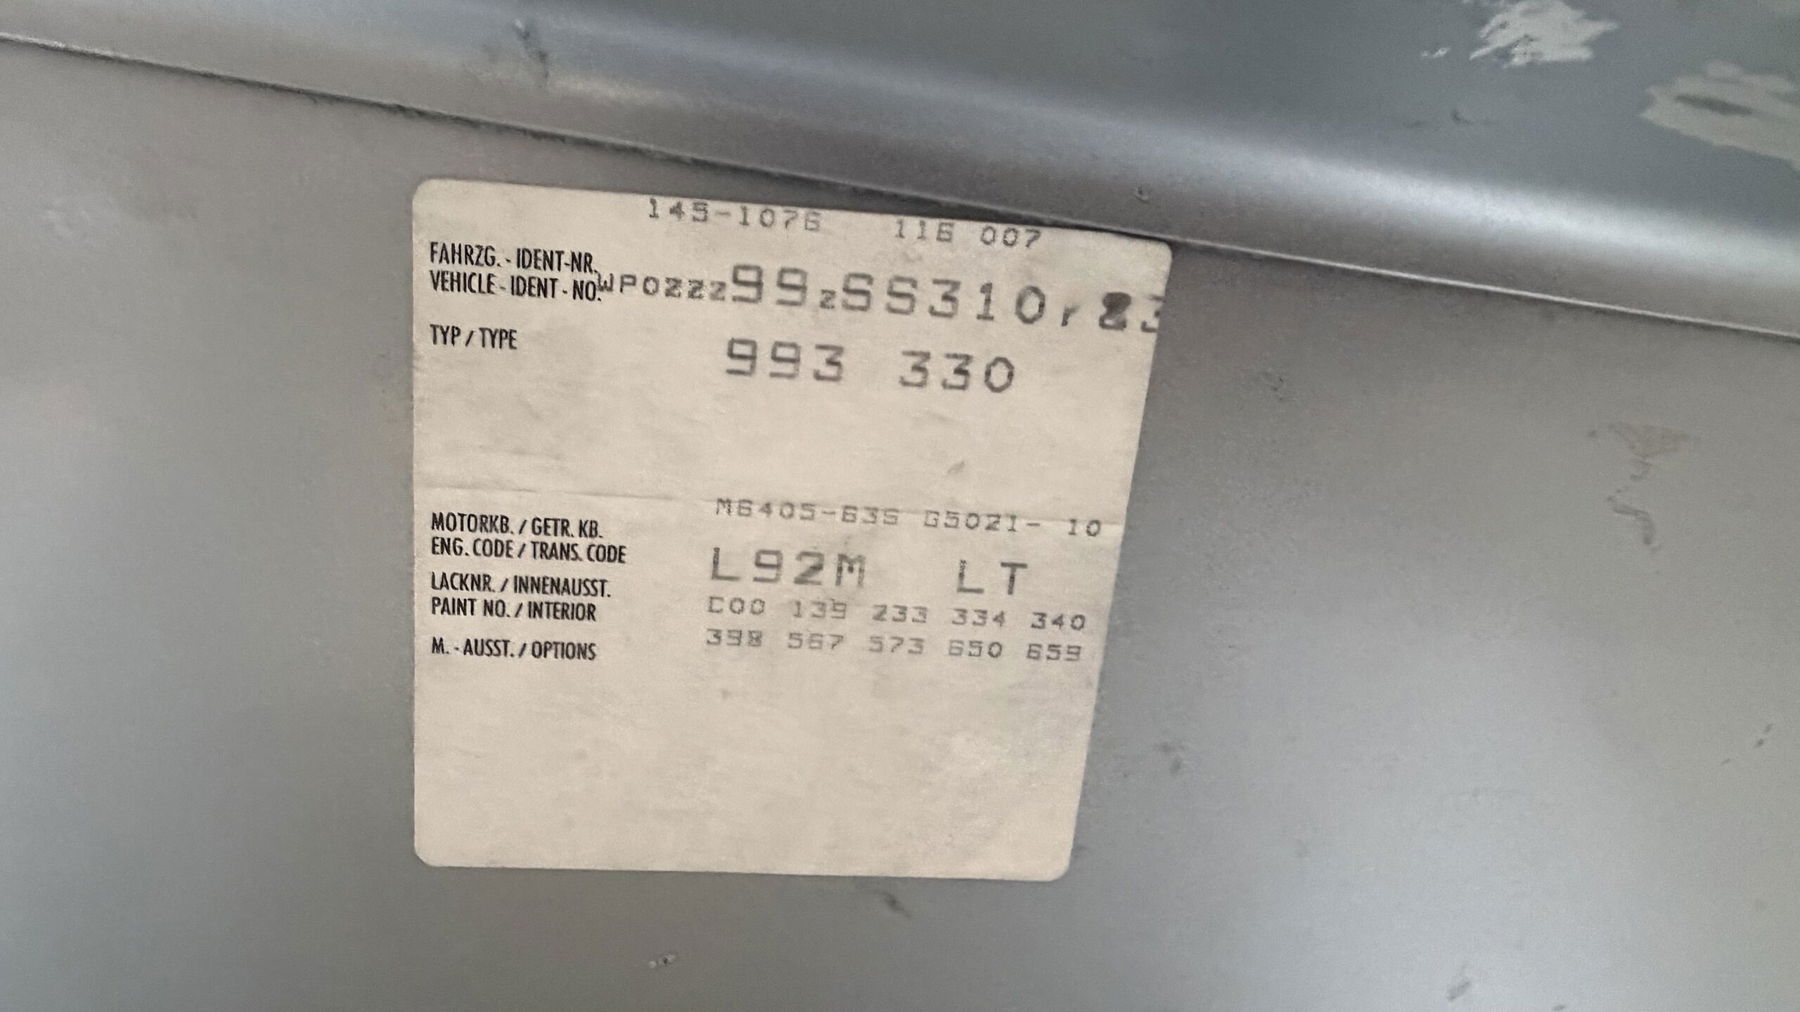 145-1076 116 007
FAHRZG. - IDENT-NR.
VEHICLE - IDENT - NO.
TYP / TYPE 993 330
M6405-63S G5021- 10
MOTORKB. / GETR. KB.
ENG. CODE / TRANS. CODE
L92M LT
LACKNR. / INNENAUSST.
PAINT NO. / INTERIOR
C00 139 233 334 340
M. - AUSST. / OPTIONS 398 567 573 650 659